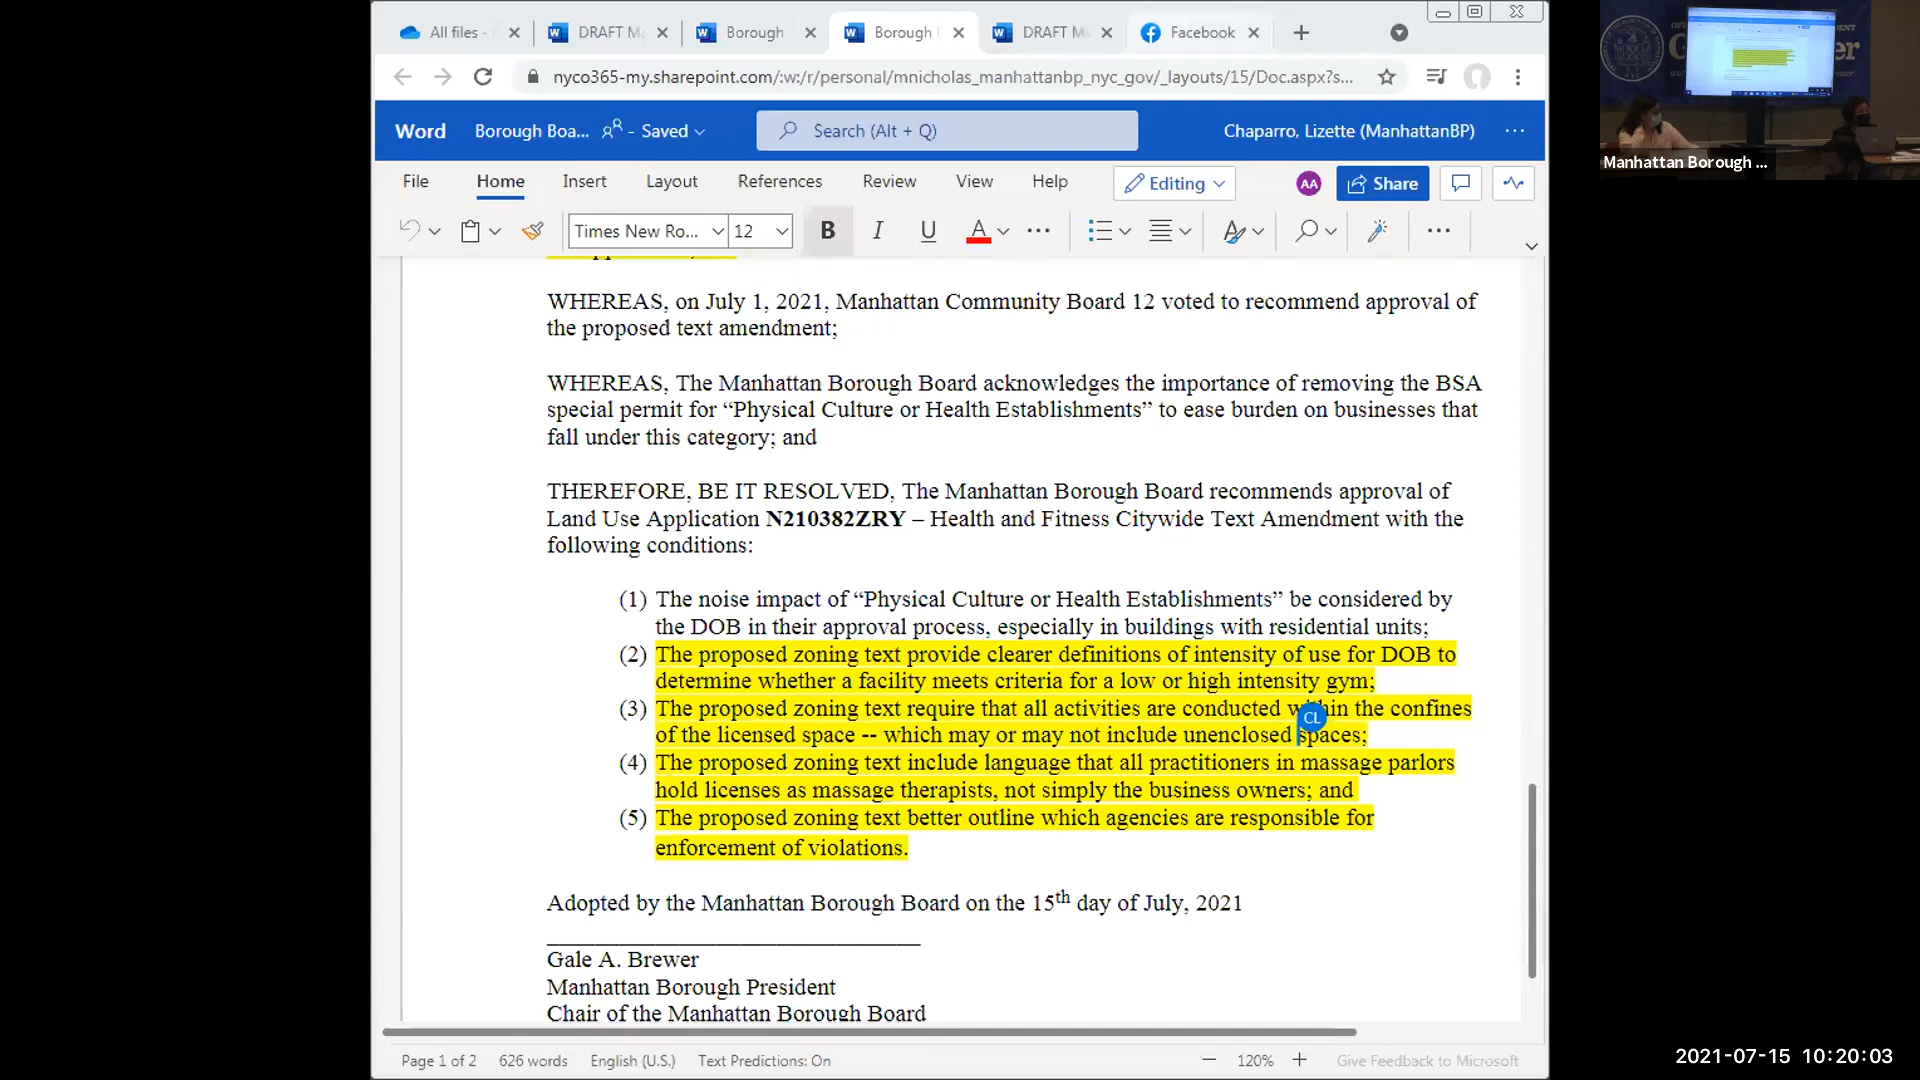 All files -
DRAFT M
Borough
Borough
DRAFT M
Facebook
nyco365-my.sharepoint.com/:w:/r/personal/mnicholas_manhattanbp_nyc_gov/_layouts/15/Doc.aspx?s...
Word
Borough Boa...
- Saved
Search (Alt + Q)
Chaparro, Lizette (ManhattanBP)
File
Home
Insert
Layout
References
Review
View
Help
Editing
AA
Share
Times New Ro...
12
B
I
U
A
WHEREAS, on July 1, 2021, Manhattan Community Board 12 voted to recommend approval of
the proposed text amendment;
WHEREAS, The Manhattan Borough Board acknowledges the importance of removing the BSA
special permit for “Physical Culture or Health Establishments” to ease burden on businesses that
fall under this category; and
THEREFORE, BE IT RESOLVED, The Manhattan Borough Board recommends approval of
Land Use Application N210382ZRY – Health and Fitness Citywide Text Amendment with the
following conditions:
(1) The noise impact of “Physical Culture or Health Establishments” be considered by
the DOB in their approval process, especially in buildings with residential units;
(2) The proposed zoning text provide clearer definitions of intensity of use for DOB to
determine whether a facility meets criteria for a low or high intensity gym;
(3) The proposed zoning text require that all activities are conducted within the confines
CL
of the licensed space -- which may or may not include unenclosed spaces;
(4) The proposed zoning text include language that all practitioners in massage parlors
hold licenses as massage therapists, not simply the business owners; and
(5) The proposed zoning text better outline which agencies are responsible for
enforcement of violations.
Adopted by the Manhattan Borough Board on the 15th day of July, 2021
Gale A. Brewer
Manhattan Borough President
Chair of the Manhattan Borough Board
Page 1 of 2
626 words
English (U.S.)
Text Predictions: On
120%
Give Feedback to Microsoft
Manhattan Borough ...
2021-07-15 10:20:03